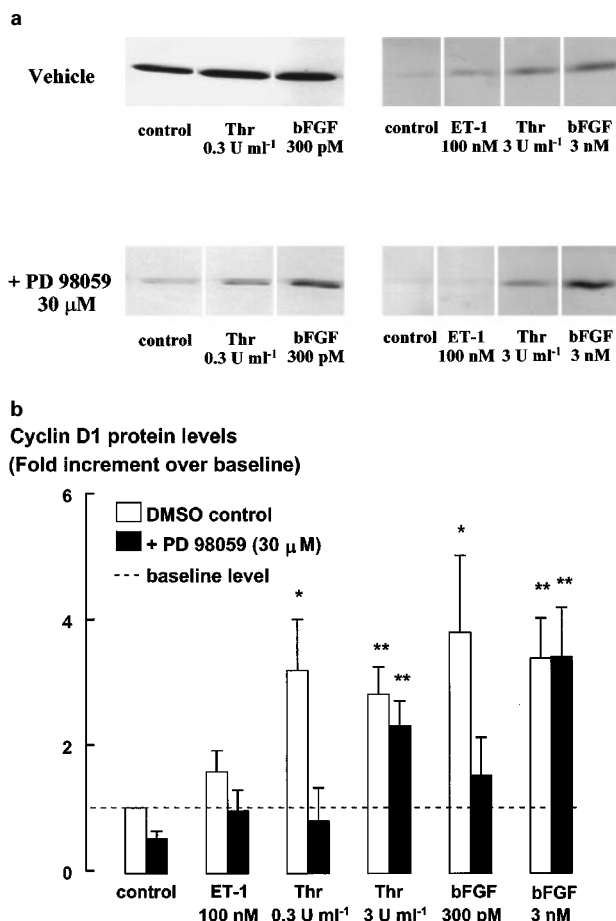 a
Vehicle
control Thr bFGF control ET-1 Thr bFGF
0.3 U ml⁻¹ 300 pM 100 nM 3 U ml⁻¹ 3 nM
+ PD 98059
30 µM
control Thr bFGF control ET-1 Thr bFGF
0.3 U ml⁻¹ 300 pM 100 nM 3 U ml⁻¹ 3 nM
b
Cyclin D1 protein levels
(Fold increment over baseline)
6
DMSO control
+ PD 98059 (30 µM)
---- baseline level
* * ** ** ** **
4
2
0
control ET-1 Thr Thr bFGF bFGF
100 nM 0.3 U ml⁻¹ 3 U ml⁻¹ 300 pM 3 nM